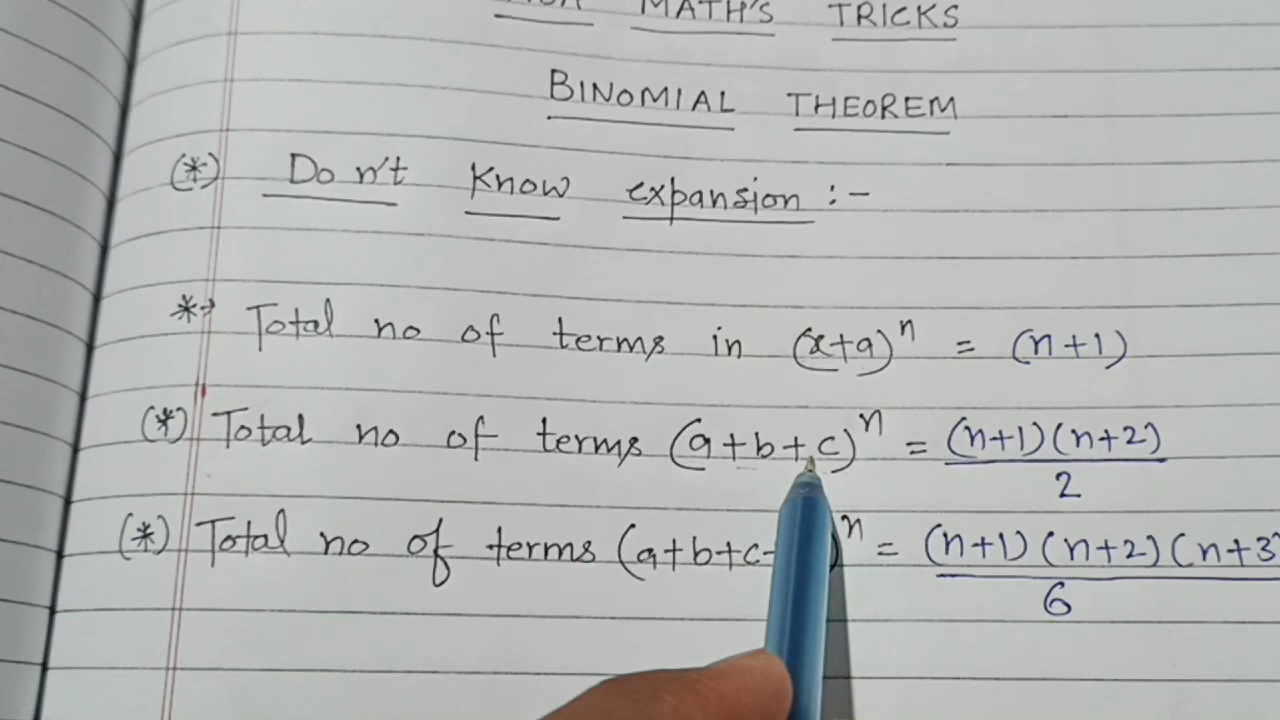 MATH'S TRICKS
BINOMIAL THEOREM
(*) Don't Know expansion :-
*→ Total no of terms in (x+a)ⁿ = (n+1)
(*) Total no of terms (a+b+c)ⁿ = (n+1)(n+2)
2
(*) Total no of terms (a+b+c- )ⁿ = (n+1)(n+2)(n+3)
6